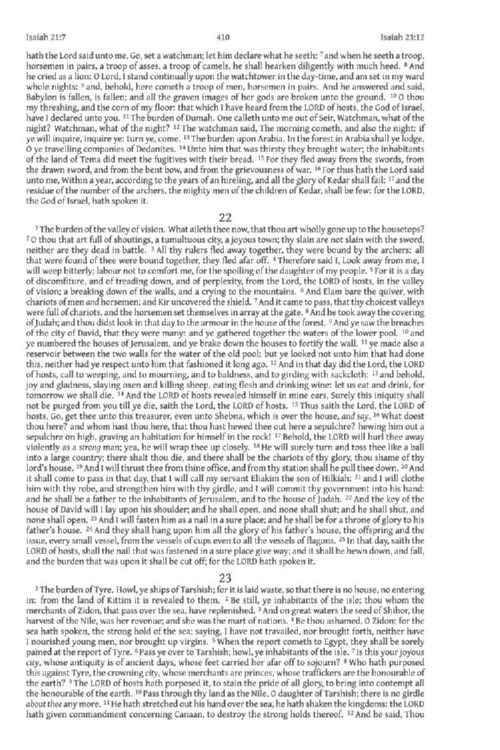 Isaiah 21:7 410 Isaiah 23:12
hath the Lord said unto me, Go, set a watchman; let him declare what he seeth: 7 and when he seeth a troop,
horsemen in pairs, a troop of asses, a troop of camels, he shall hearken diligently with much heed. 8 And
he cried as a lion: O Lord, I stand continually upon the watchtower in the day-time, and am set in my ward
whole nights: 9 and, behold, here cometh a troop of men, horsemen in pairs. And he answered and said,
Babylon is fallen, is fallen; and all the graven images of her gods are broken unto the ground. 10 O thou
my threshing, and the corn of my floor: that which I have heard from the LORD of hosts, the God of Israel,
have I declared unto you. 11 The burden of Dumah. One calleth unto me out of Seir, Watchman, what of the
night? Watchman, what of the night? 12 The watchman said, The morning cometh, and also the night: if
ye will inquire, inquire ye: turn ye, come. 13 The burden upon Arabia. In the forest in Arabia shall ye lodge,
O ye travelling companies of Dedanites. 14 Unto him that was thirsty they brought water; the inhabitants
of the land of Tema did meet the fugitives with their bread. 15 For they fled away from the swords, from
the drawn sword, and from the bent bow, and from the grievousness of war. 16 For thus hath the Lord said
unto me, Within a year, according to the years of an hireling, and all the glory of Kedar shall fail: 17 and the
residue of the number of the archers, the mighty men of the children of Kedar, shall be few: for the LORD,
the God of Israel, hath spoken it.
22
1 The burden of the valley of vision. What aileth thee now, that thou art wholly gone up to the housetops?
2 O thou that art full of shoutings, a tumultuous city, a joyous town; thy slain are not slain with the sword,
neither are they dead in battle. 3 All thy rulers fled away together, they were bound by the archers: all
that were found of thee were bound together, they fled afar off. 4 Therefore said I, Look away from me, I
will weep bitterly; labour not to comfort me, for the spoiling of the daughter of my people. 5 For it is a day
of discomfiture, and of treading down, and of perplexity, from the Lord, the LORD of hosts, in the valley
of vision; a breaking down of the walls, and a crying to the mountains. 6 And Elam bare the quiver, with
chariots of men and horsemen; and Kir uncovered the shield. 7 And it came to pass, that thy choicest valleys
were full of chariots, and the horsemen set themselves in array at the gate. 8 And he took away the covering
of Judah; and thou didst look in that day to the armour in the house of the forest. 9 And ye saw the breaches
of the city of David, that they were many: and ye gathered together the waters of the lower pool. 10 and
ye numbered the houses of Jerusalem, and ye brake down the houses to fortify the wall. 11 ye made also a
reservoir between the two walls for the water of the old pool: but ye looked not unto him that had done
this, neither had ye respect unto him that fashioned it long ago. 12 And in that day did the Lord, the LORD
of hosts, call to weeping, and to mourning, and to baldness, and to girding with sackcloth: 13 and behold,
joy and gladness, slaying oxen and killing sheep, eating flesh and drinking wine: let us eat and drink, for
tomorrow we shall die. 14 And the LORD of hosts revealed himself in mine ears, Surely this iniquity shall
not be purged from you till ye die, saith the Lord, the LORD of hosts. 15 Thus saith the Lord, the LORD of
hosts, Go, get thee unto this treasurer, even unto Shebna, which is over the house, and say, 16 What doest
thou here? and whom hast thou here, that thou hast hewed thee out here a sepulchre? hewing him out a
sepulchre on high, graving an habitation for himself in the rock! 17 Behold, the LORD will hurl thee away
violently as a strong man; yea, he will wrap thee up closely. 18 He will surely turn and toss thee like a ball
into a large country; there shalt thou die, and there shall be the chariots of thy glory, thou shame of thy
lord's house. 19 And I will thrust thee from thine office, and from thy station shall he pull thee down. 20 And
it shall come to pass in that day, that I will call my servant Eliakim the son of Hilkiah: 21 and I will clothe
him with thy robe, and strengthen him with thy girdle, and I will commit thy government into his hand:
and he shall be a father to the inhabitants of Jerusalem, and to the house of Judah. 22 And the key of the
house of David will I lay upon his shoulder; and he shall open, and none shall shut; and he shall shut, and
none shall open. 23 And I will fasten him as a nail in a sure place; and he shall be for a throne of glory to his
father's house. 24 And they shall hang upon him all the glory of his father's house, the offspring and the
issue, every small vessel, from the vessels of cups even to all the vessels of flagons. 25 In that day, saith the
LORD of hosts, shall the nail that was fastened in a sure place give way; and it shall be hewn down, and fall,
and the burden that was upon it shall be cut off; for the LORD hath spoken it.
23
1 The burden of Tyre. Howl, ye ships of Tarshish; for it is laid waste, so that there is no house, no entering
in: from the land of Kittim it is revealed to them. 2 Be still, ye inhabitants of the isle; thou whom the
merchants of Zidon, that pass over the sea, have replenished. 3 And on great waters the seed of Shihor, the
harvest of the Nile, was her revenue; and she was the mart of nations. 4 Be thou ashamed, O Zidon: for the
sea hath spoken, the strong hold of the sea; saying, I have not travailed, nor brought forth, neither have
I nourished young men, nor brought up virgins. 5 When the report cometh to Egypt, they shall be sorely
pained at the report of Tyre. 6 Pass ye over to Tarshish; howl, ye inhabitants of the isle. 7 Is this your joyous
city, whose antiquity is of ancient days, whose feet carried her afar off to sojourn? 8 Who hath purposed
this against Tyre, the crowning city, whose merchants are princes, whose traffickers are the honourable of
the earth? 9 The LORD of hosts hath purposed it, to stain the pride of all glory, to bring into contempt all
the honourable of the earth. 10 Pass through thy land as the Nile, O daughter of Tarshish; there is no girdle
about thee any more. 11 He hath stretched out his hand over the sea, he hath shaken the kingdoms: the LORD
hath given commandment concerning Canaan, to destroy the strong holds thereof. 12 And he said, Thou